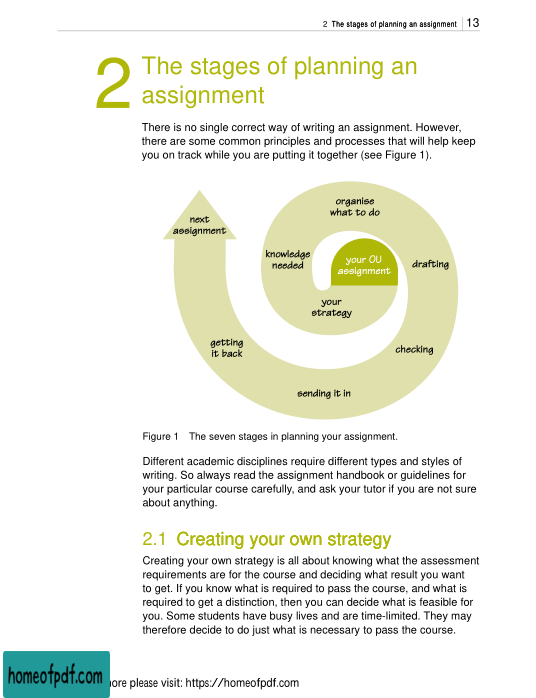 2 The stages of planning an assignment 13
2 The stages of planning an
assignment
There is no single correct way of writing an assignment. However,
there are some common principles and processes that will help keep
you on track while you are putting it together (see Figure 1).
organise
what to do
next
assignment
knowledge
needed
your OU
assignment
drafting
your
strategy
getting
it back
checking
sending it in
Figure 1 The seven stages in planning your assignment.
Different academic disciplines require different types and styles of
writing. So always read the assignment handbook or guidelines for
your particular course carefully, and ask your tutor if you are not sure
about anything.
2.1 Creating your own strategy
Creating your own strategy is all about knowing what the assessment
requirements are for the course and deciding what result you want
to get. If you know what is required to pass the course, and what is
required to get a distinction, then you can decide what is feasible for
you. Some students have busy lives and are time-limited. They may
therefore decide to do just what is necessary to pass the course.
homeofpdf.com
please visit: https://homeofpdf.com